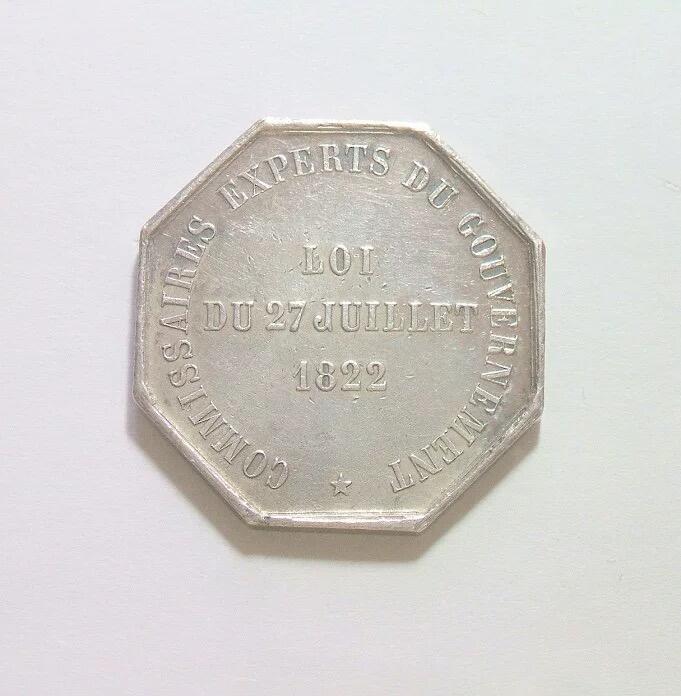 COMMISSAIRES EXPERTS DU GOUVERNEMENT
LOI
DU 27 JUILLET
1822